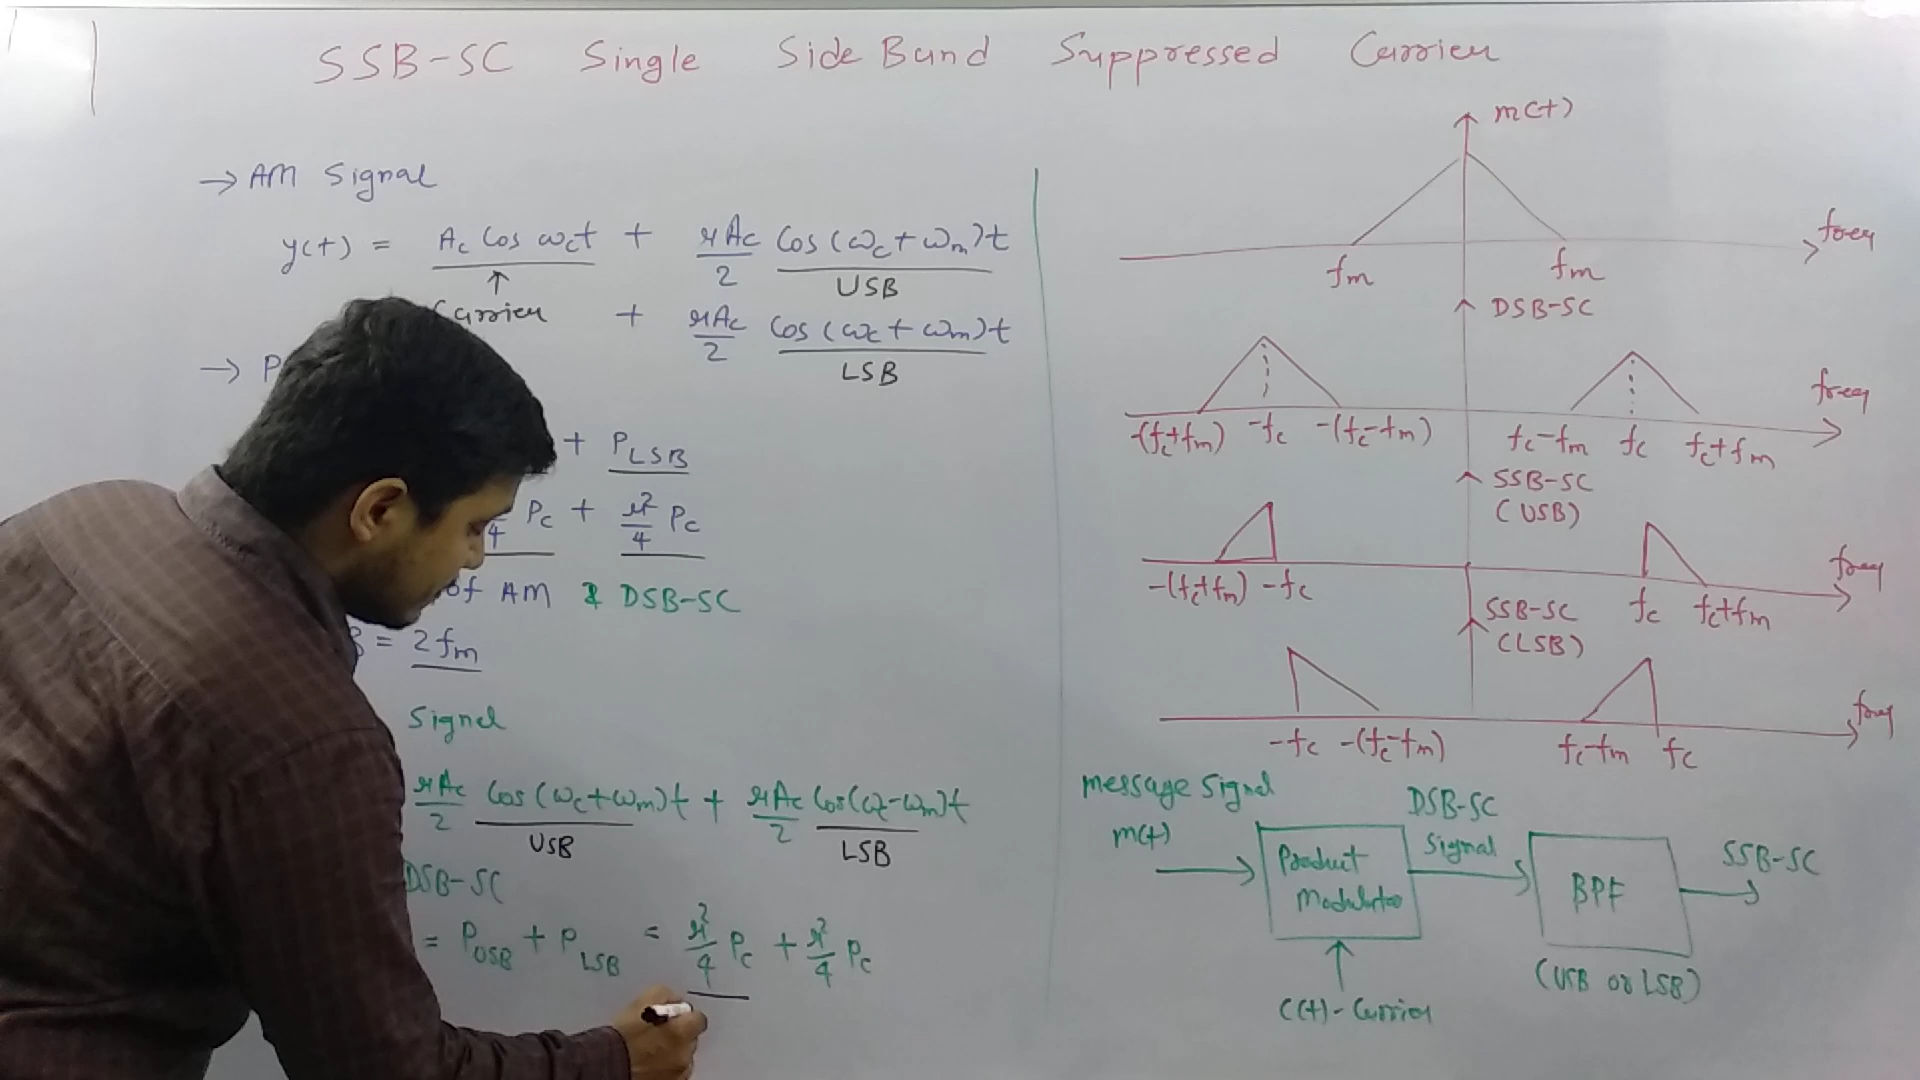 SSB-SC Single Side Band Suppressed Carrier
→ AM Signal
y(t) = Ac Cos ωct + μAc/2 Cos(ωc+ωm)t
↑ USB
Carrier + μAc/2 Cos(ωc+ωm)t
LSB
→ P
+ PLSB
4 Pc + μ²/4 Pc
of AM & DSB-SC
B = 2fm
Signal
μAc/2 Cos(ωc+ωm)t + μAc/2 Cos(ωc-ωm)t
USB LSB
DSB-SC
= PUSB + PLSB = μ²/4 Pc + μ²/4 Pc
m(t)
freq
fm fm
DSB-SC
freq
-(fc+fm) -fc -(fc-fm) fc-fm fc fc+fm
SSB-SC
(USB)
freq
-(fc+fm) -fc fc fc+fm
SSB-SC
(LSB)
freq
-fc -(fc-fm) fc-fm fc
message Signal
m(t)
Product
Modulator
DSB-SC
Signal
BPF
SSB-SC
(USB or LSB)
C(t)-Carrier